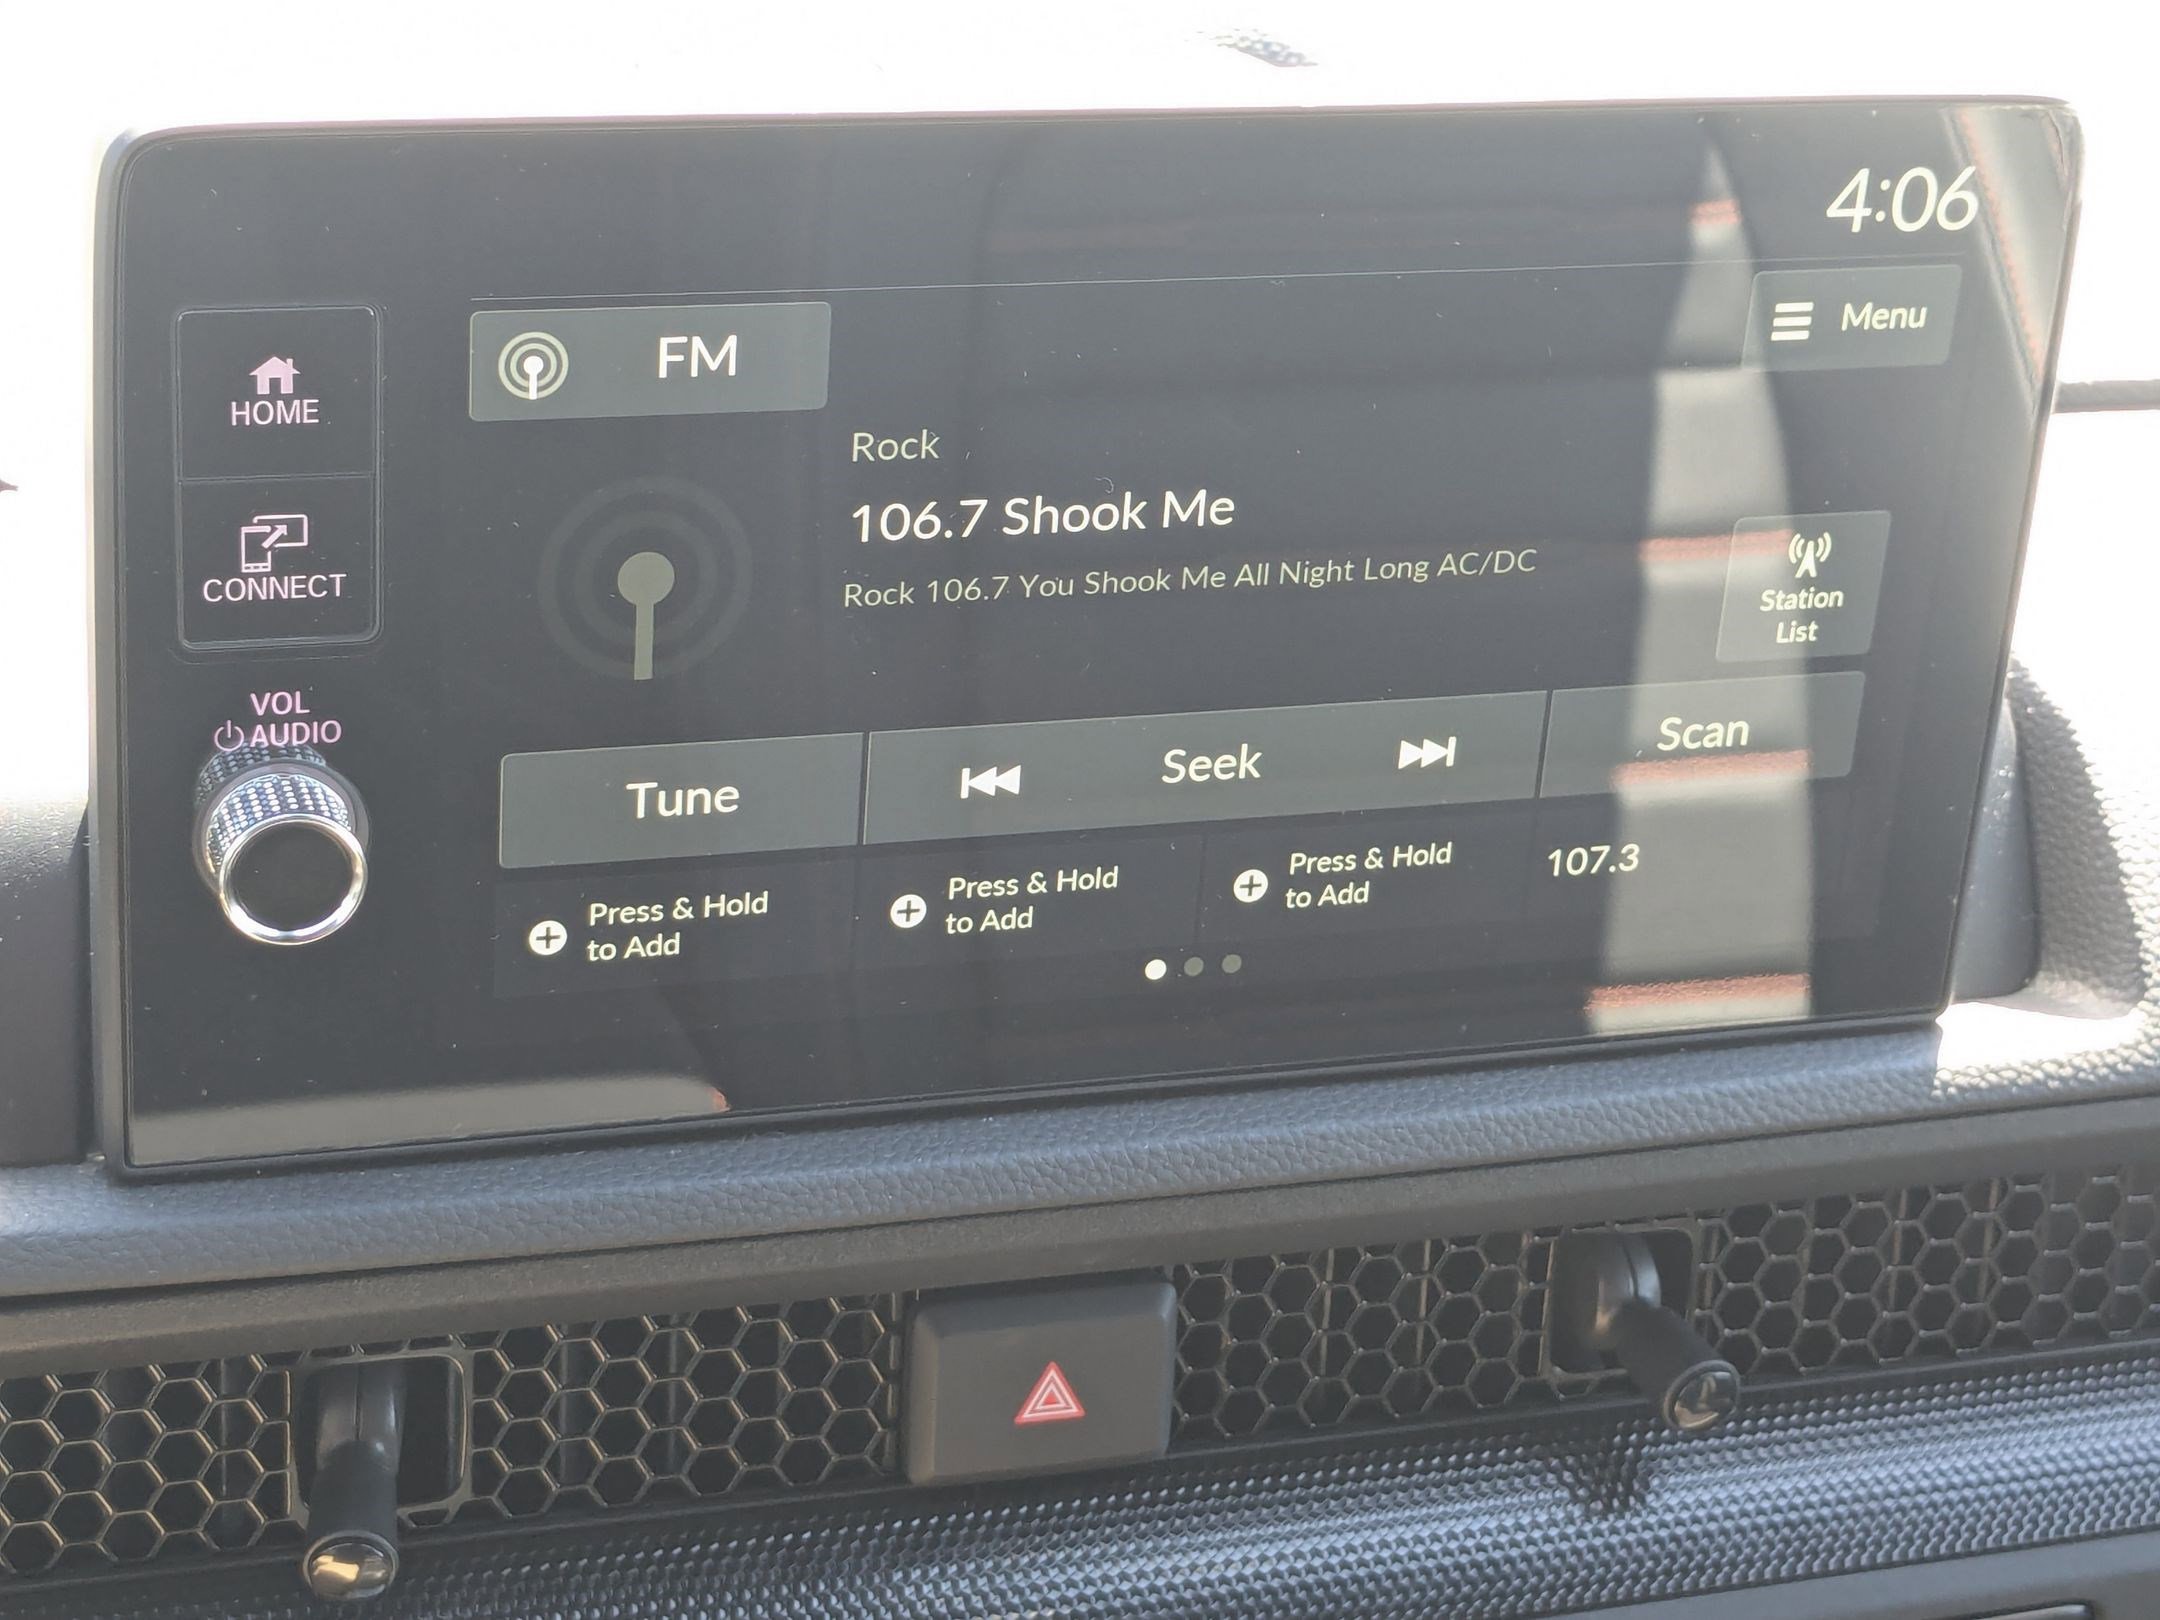 4:06
Menu
HOME
FM
Rock
106.7 Shook Me
Rock 106.7 You Shook Me All Night Long AC/DC
CONNECT
Station
List
VOL
AUDIO
Tune
Seek
Scan
Press & Hold
to Add
Press & Hold
to Add
Press & Hold
to Add
107.3